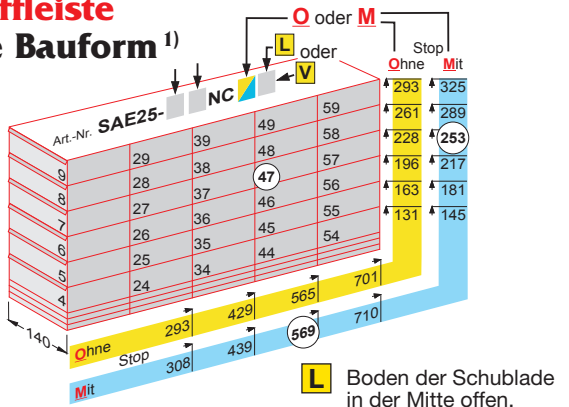 ffleiste
e Bauform 1)
O oder M
L oder
V
Stop
Ohne Mit
Art.-Nr. SAE25- NC
293 325
261 289
228 253
196 217
163 181
131 145
9 29 39 49 59
8 28 38 48 58
7 27 37 47 57
6 26 36 46 56
5 25 35 45 55
4 24 34 44 54
140
Ohne 293 429 565 701
Stop
Mit 308 439 569 710
L Boden der Schublade
in der Mitte offen.